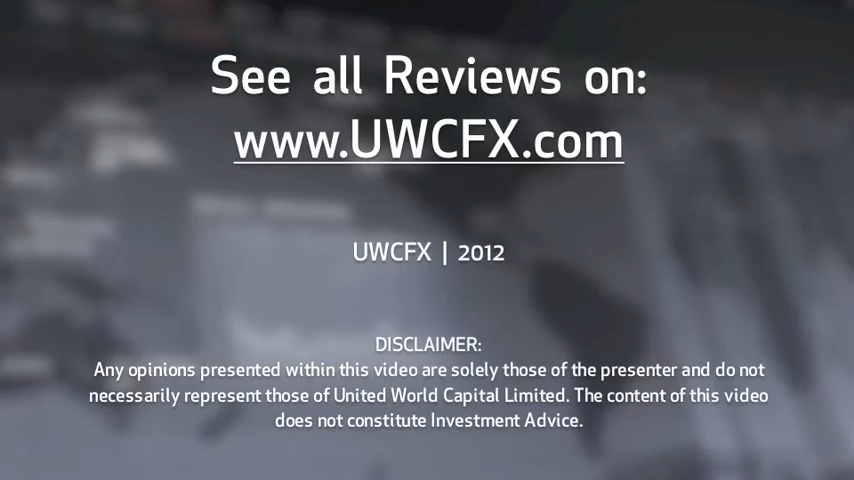 See all Reviews on:
www.UWCFX.com
UWCFX | 2012
DISCLAIMER:
Any opinions presented within this video are solely those of the presenter and do not
necessarily represent those of United World Capital Limited. The content of this video
does not constitute Investment Advice.